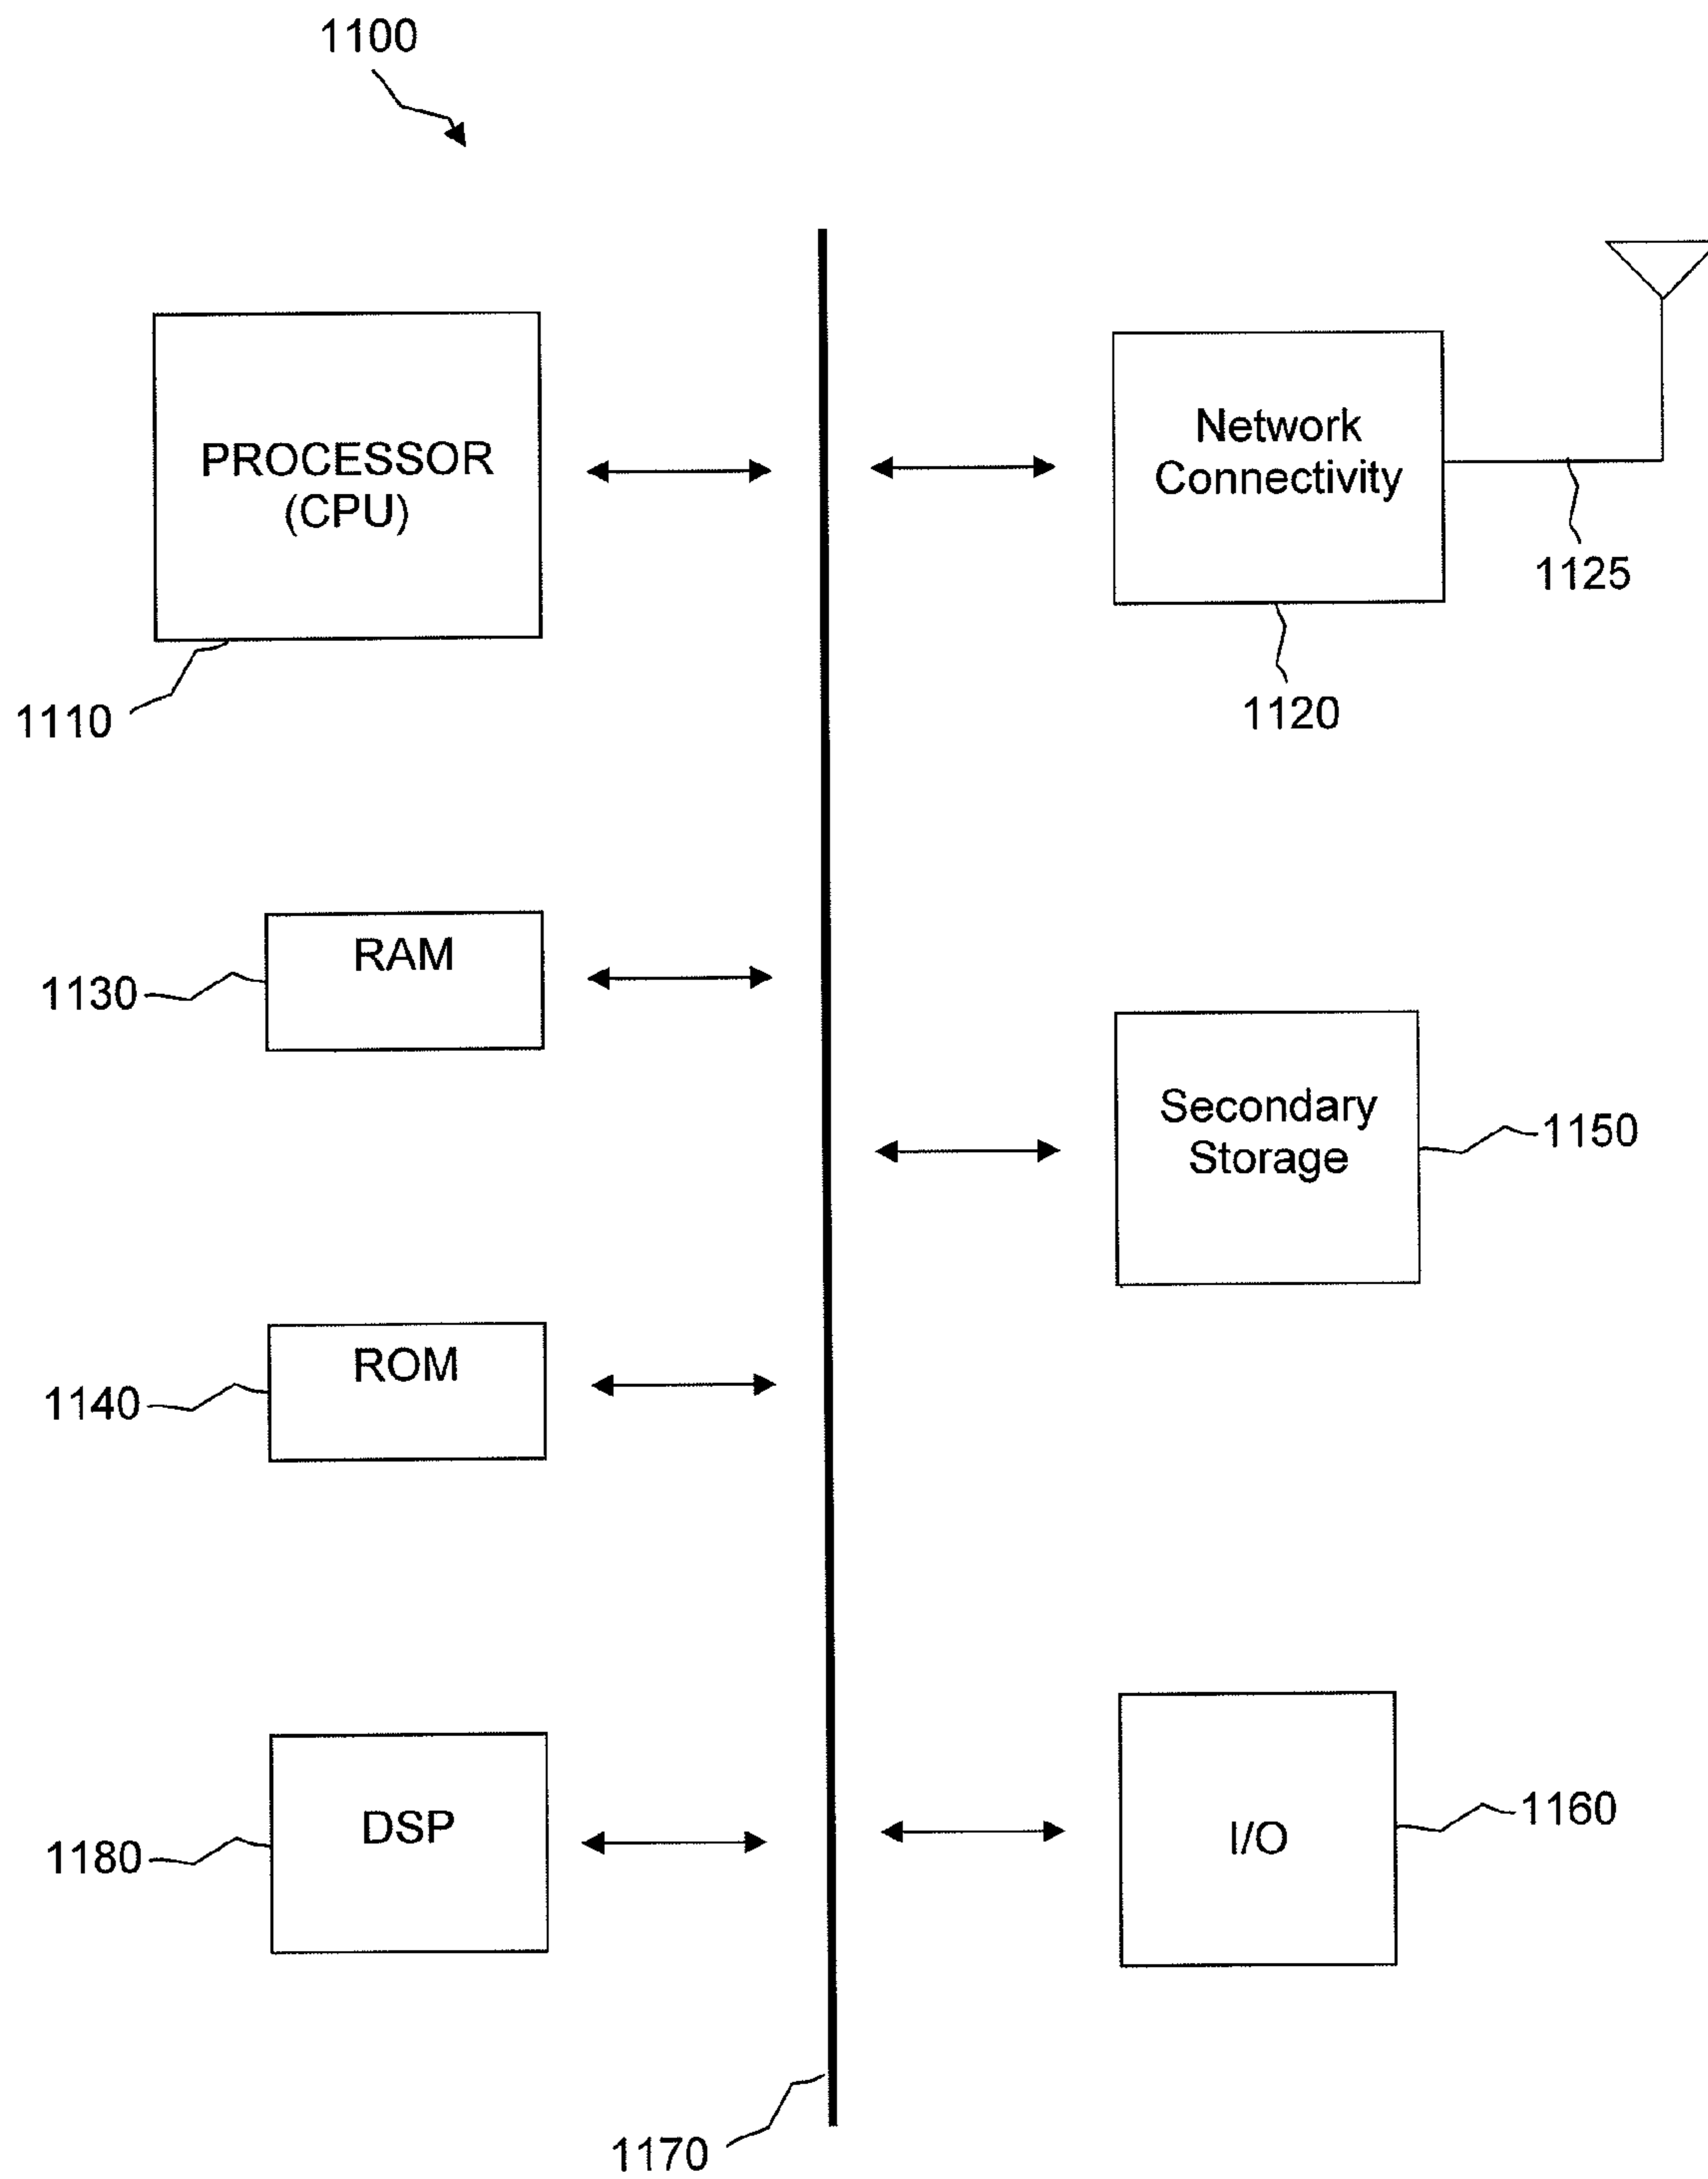 1100
PROCESSOR
(CPU)
1110
Network
Connectivity
1125
1120
RAM
1130
Secondary
Storage
1150
ROM
1140
DSP
1180
I/O
1160
1170